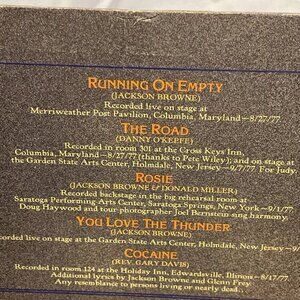 RUNNING ON EMPTY
(JACKSON BROWNE)
Recorded live on stage at
Merriweather Post Pavilion, Columbia, Maryland—8/27/77
THE ROAD
(DANNY O'KEEFE)
Recorded in room 301 at the Cross Keys Inn,
Columbia, Maryland—8/27/77 (thanks to Pete Wiley); and on stage at
the Garden State Arts Center, Holmdale, New Jersey—9/7/77. For Judy.
ROSIE
(JACKSON BROWNE & DONALD MILLER)
Recorded backstage in the big rehearsal room at
Saratoga Performing Arts Center, Saratoga Springs, New York—9/1/77
Doug Haywood and tour photographer Joel Bernstein sing harmony.
YOU LOVE THE THUNDER
(JACKSON BROWNE)
live on stage at the Garden State Arts Center, Holmdale, New Jersey—9/
COCAINE
(REV. GARY DAVIS)
Recorded in room 124 at the Holiday Inn, Edwardsville, Illinois—8/17/77.
Additional lyrics by Jackson Browne and Glenn Frey.
Any resemblance to persons living or nearly dead